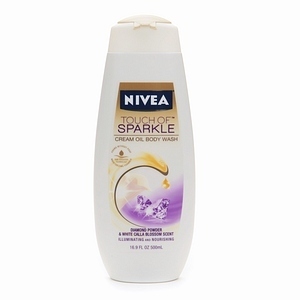 NIVEA
TOUCH OF™
SPARKLE
CREAM OIL BODY WASH
DIAMOND POWDER
& WHITE CALLA BLOSSOM SCENT
ILLUMINATING AND NOURISHING
16.9 FL OZ 500mL